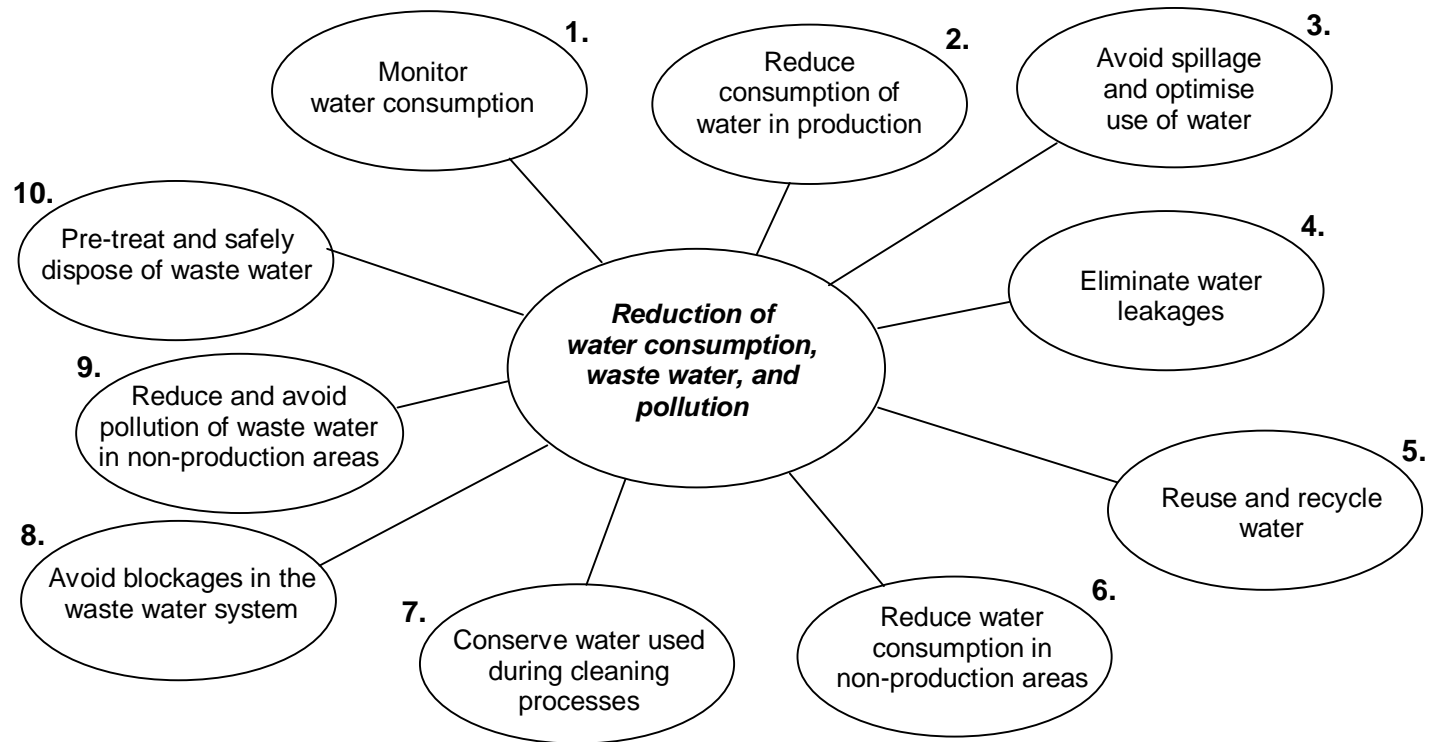 1.
Monitor
water consumption
2.
Reduce
consumption of
water in production
3.
Avoid spillage
and optimise
use of water
4.
Eliminate water
leakages
5.
Reuse and recycle
water
6.
Reduce water
consumption in
non-production areas
7.
Conserve water used
during cleaning
processes
8.
Avoid blockages in the
waste water system
9.
Reduce and avoid
pollution of waste water
in non-production areas
10.
Pre-treat and safely
dispose of waste water
Reduction of
water consumption,
waste water, and
pollution